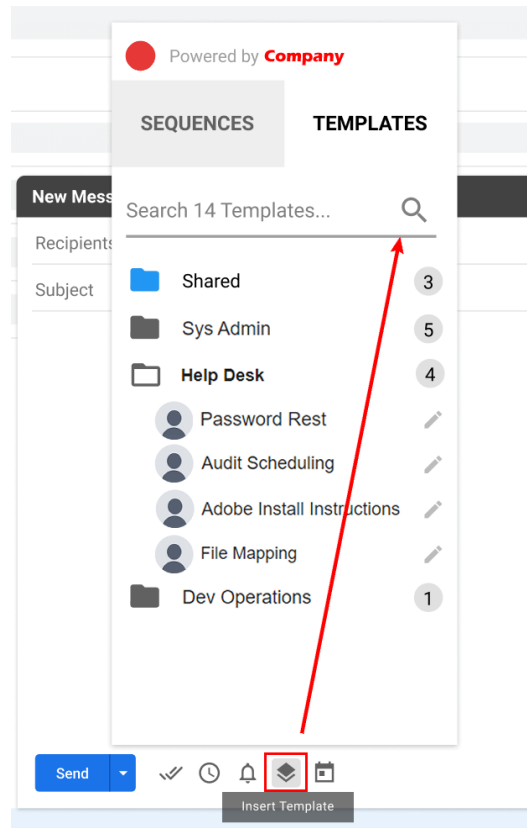 Powered by Company
SEQUENCES TEMPLATES
New Mess
Search 14 Templates...
Recipients
Subject
Shared 3
Sys Admin 5
Help Desk 4
Password Rest
Audit Scheduling
Adobe Install Instructions
File Mapping
Dev Operations 1
Send
Insert Template